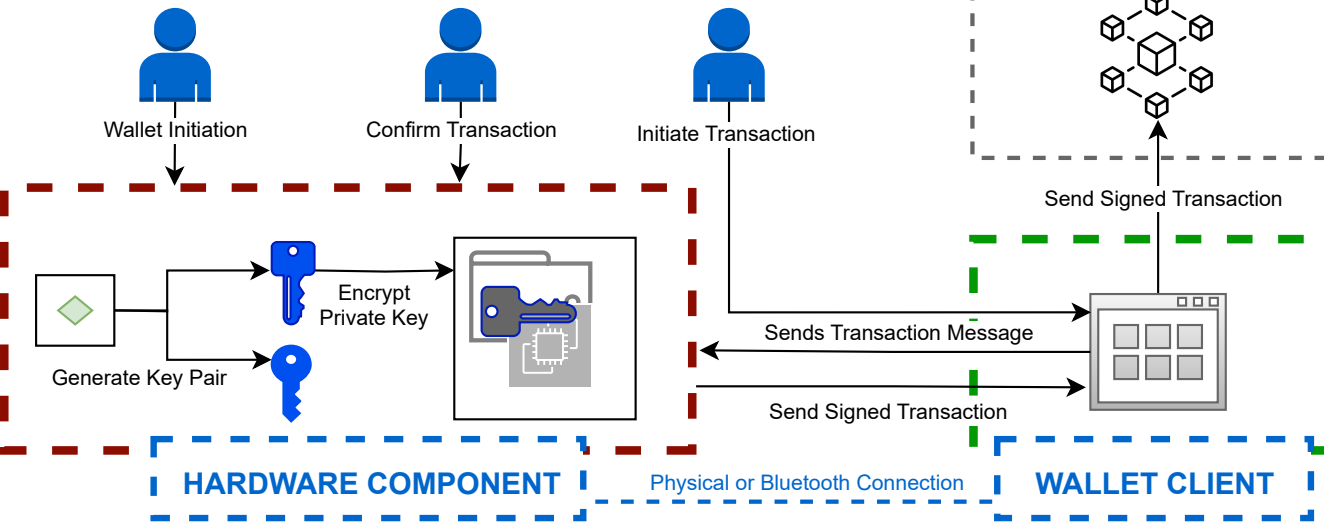 Wallet Initiation
Confirm Transaction
Initiate Transaction
Send Signed Transaction
Encrypt
Private Key
Generate Key Pair
Sends Transaction Message
Send Signed Transaction
HARDWARE COMPONENT
Physical or Bluetooth Connection
WALLET CLIENT